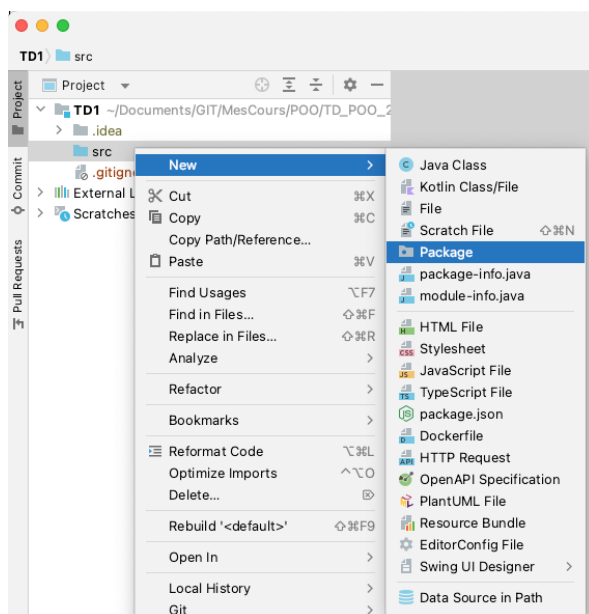 TD1 src
Project
TD1 ~/Documents/GIT/MesCours/POO/TD_POO_2
.idea
src
.gitign
External L
Scratches
Project
Commit
Pull Requests
New
Cut ⌘X
Copy ⌘C
Copy Path/Reference...
Paste ⌘V
Find Usages ⌥F7
Find in Files... ⇧⌘F
Replace in Files... ⇧⌘R
Analyze
Refactor
Bookmarks
Reformat Code ⌥⌘L
Optimize Imports ^⌥O
Delete... ⌦
Rebuild '<default>' ⇧⌘F9
Open In
Local History
Git
Java Class
Kotlin Class/File
File
Scratch File ⇧⌘N
Package
package-info.java
module-info.java
HTML File
Stylesheet
JavaScript File
TypeScript File
package.json
Dockerfile
HTTP Request
OpenAPI Specification
PlantUML File
Resource Bundle
EditorConfig File
Swing UI Designer
Data Source in Path